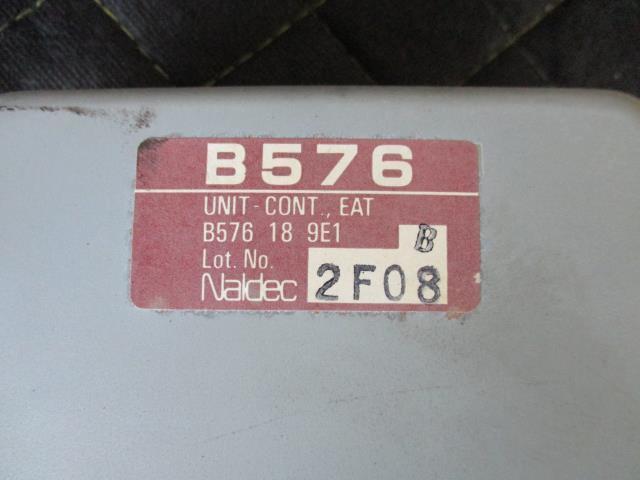 B576
UNIT-CONT., EAT
B576 18 9E1 B
Lot. No.
Naldec 2F08